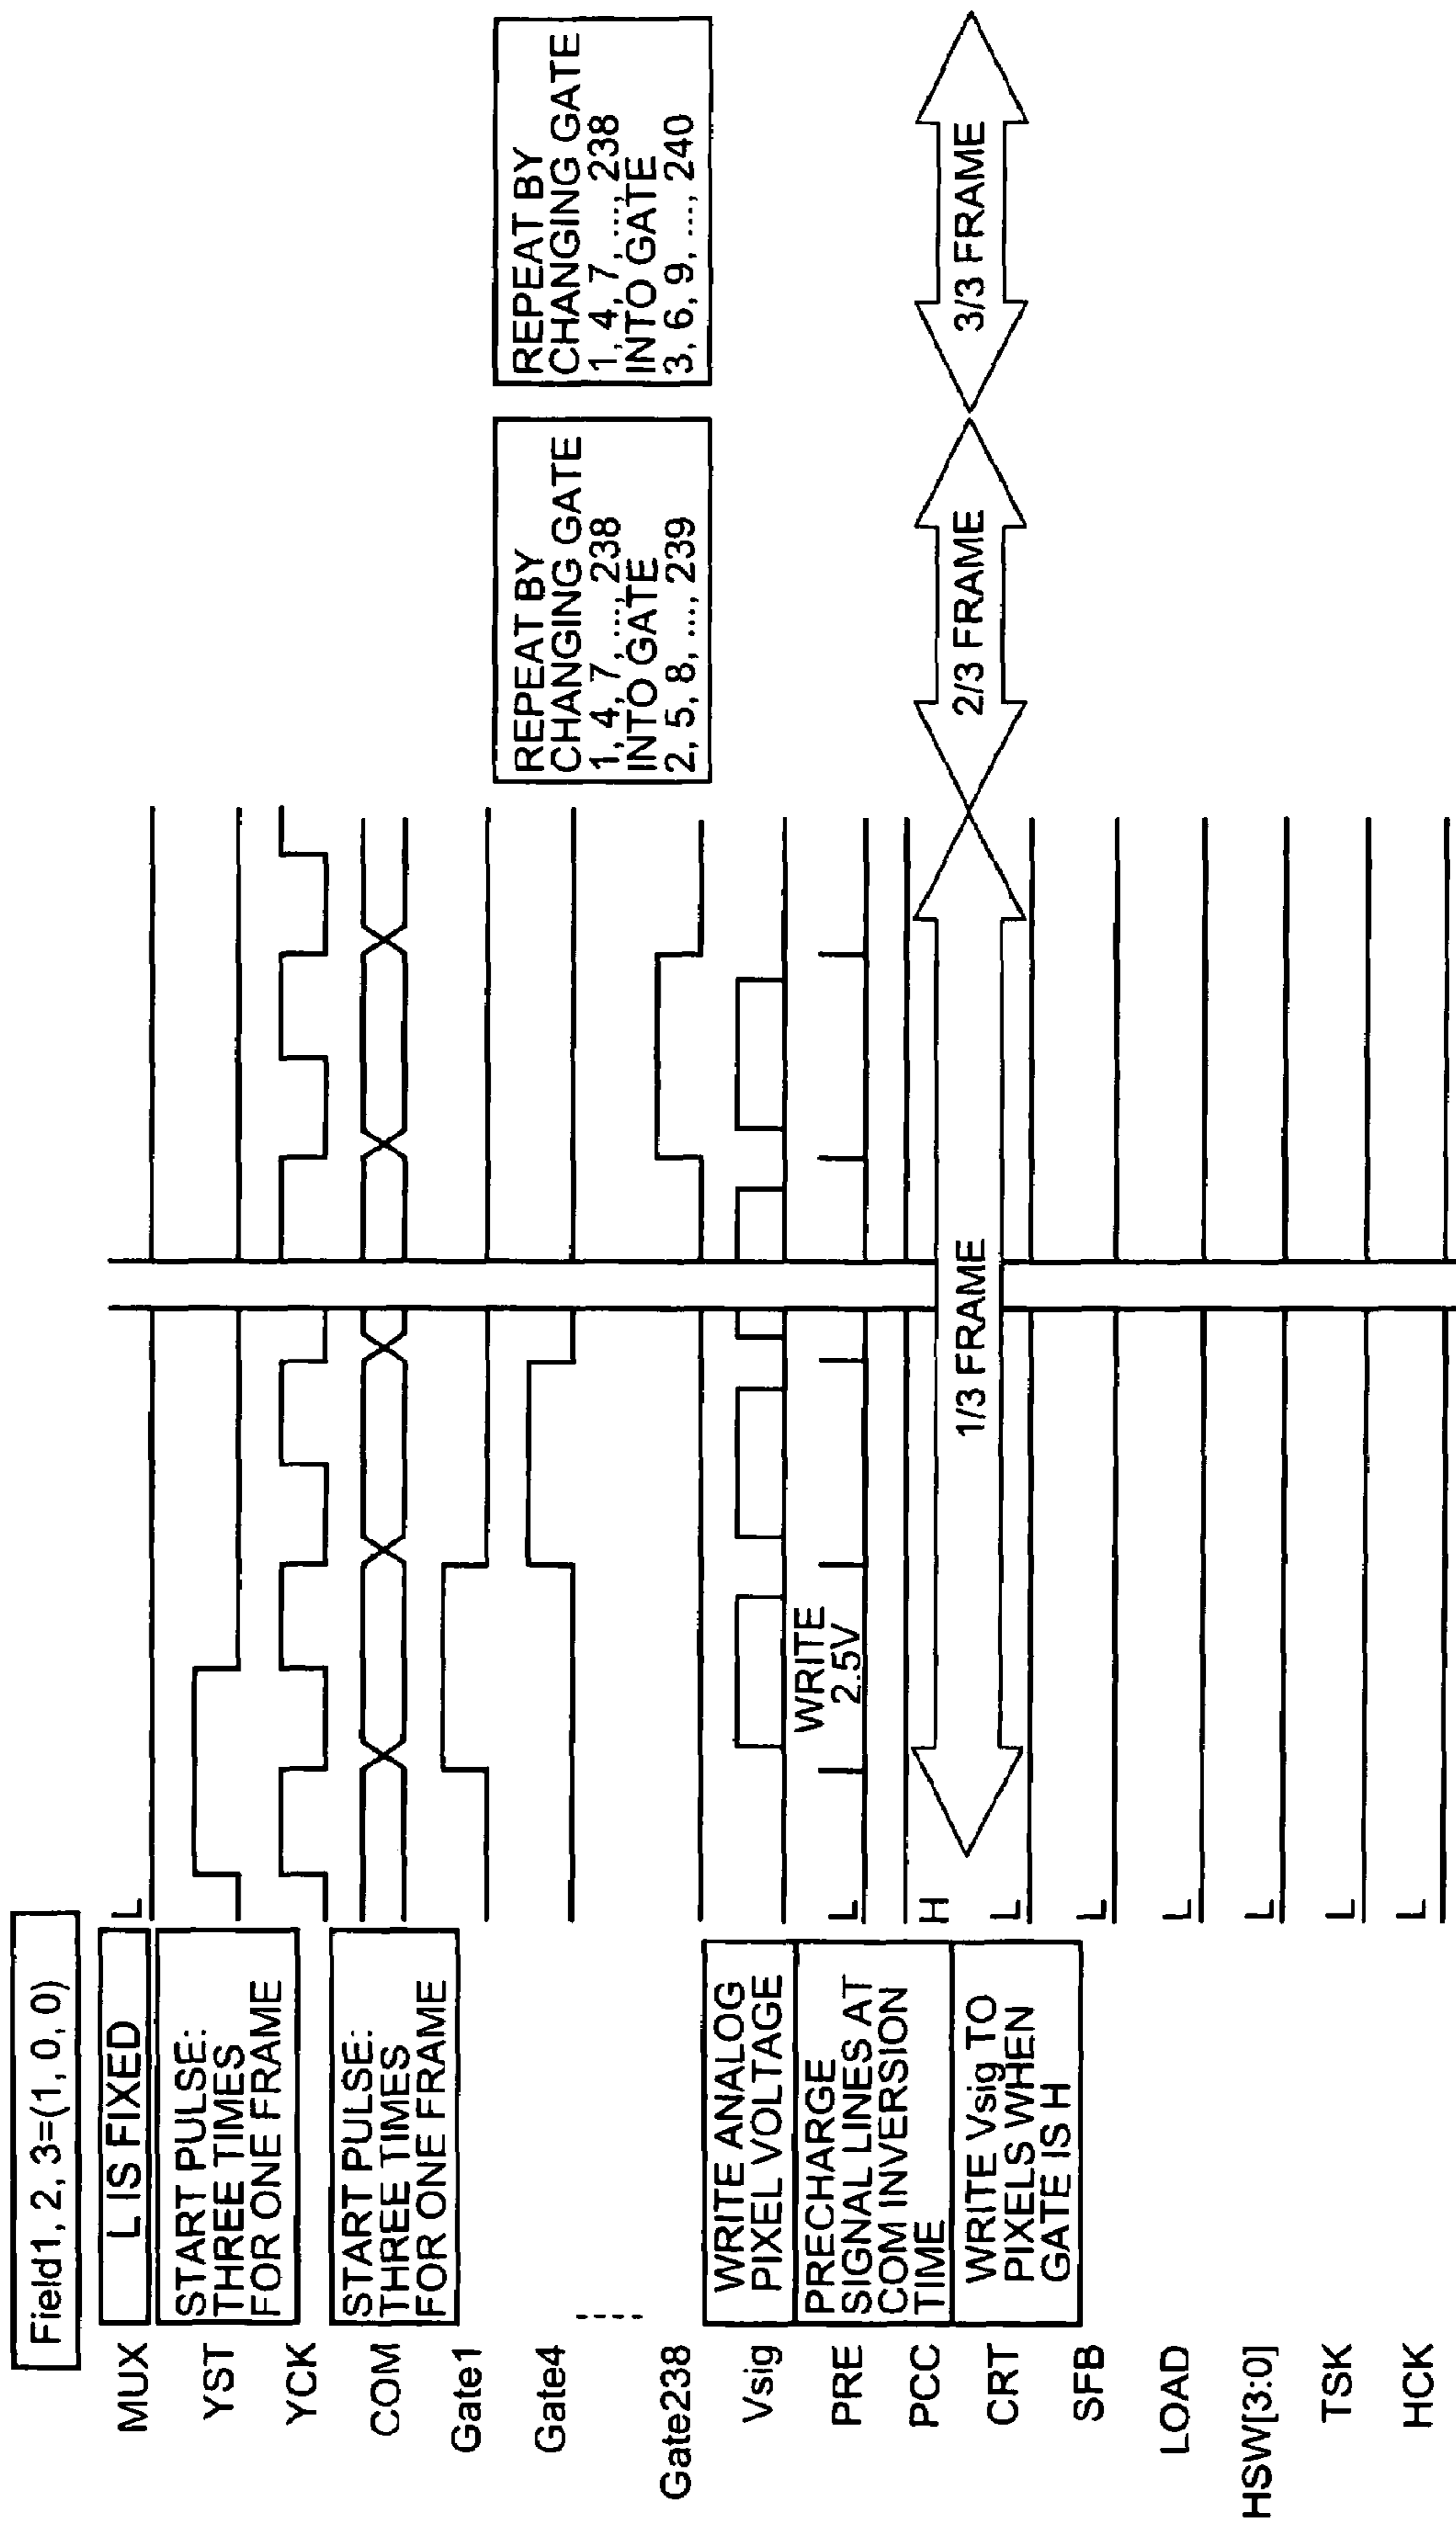 Field1, 2, 3=(1, 0, 0)
MUX
L IS FIXED
L
YST
START PULSE:
THREE TIMES
FOR ONE FRAME
YCK
COM
START PULSE:
THREE TIMES
FOR ONE FRAME
Gate1
Gate4
Gate238
REPEAT BY
CHANGING GATE
1, 4, 7, ..., 238
INTO GATE
2, 5, 8, ..., 239
REPEAT BY
CHANGING GATE
1, 4, 7, ..., 238
INTO GATE
3, 6, 9, ..., 240
Vsig
WRITE ANALOG
PIXEL VOLTAGE
WRITE
2.5V
PRE
PRECHARGE
SIGNAL LINES AT
COM INVERSION
TIME
L
PCC
H
1/3 FRAME
2/3 FRAME
3/3 FRAME
CRT
WRITE Vsig TO
PIXELS WHEN
GATE IS H
L
SFB
L
LOAD
L
HSW[3:0]
L
TSK
L
HCK
L